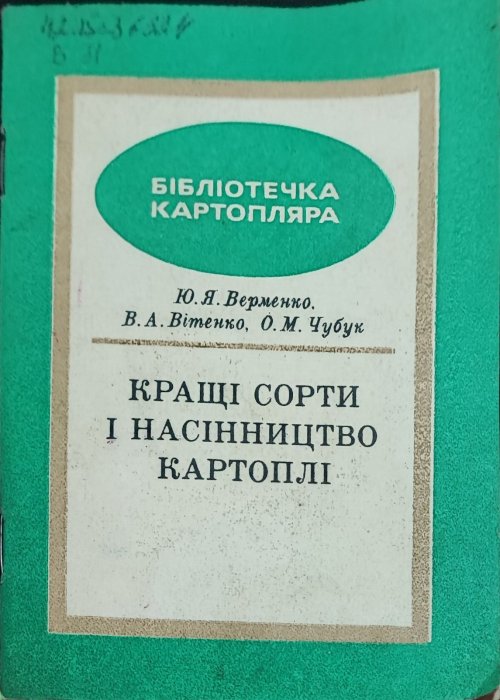 БІБЛІОТЕЧКА
КАРТОПЛЯРА
Ю. Я. Верменко,
В. А. Вітенко, О. М. Чубук
КРАЩІ СОРТИ
І НАСІННИЦТВО
КАРТОПЛІ